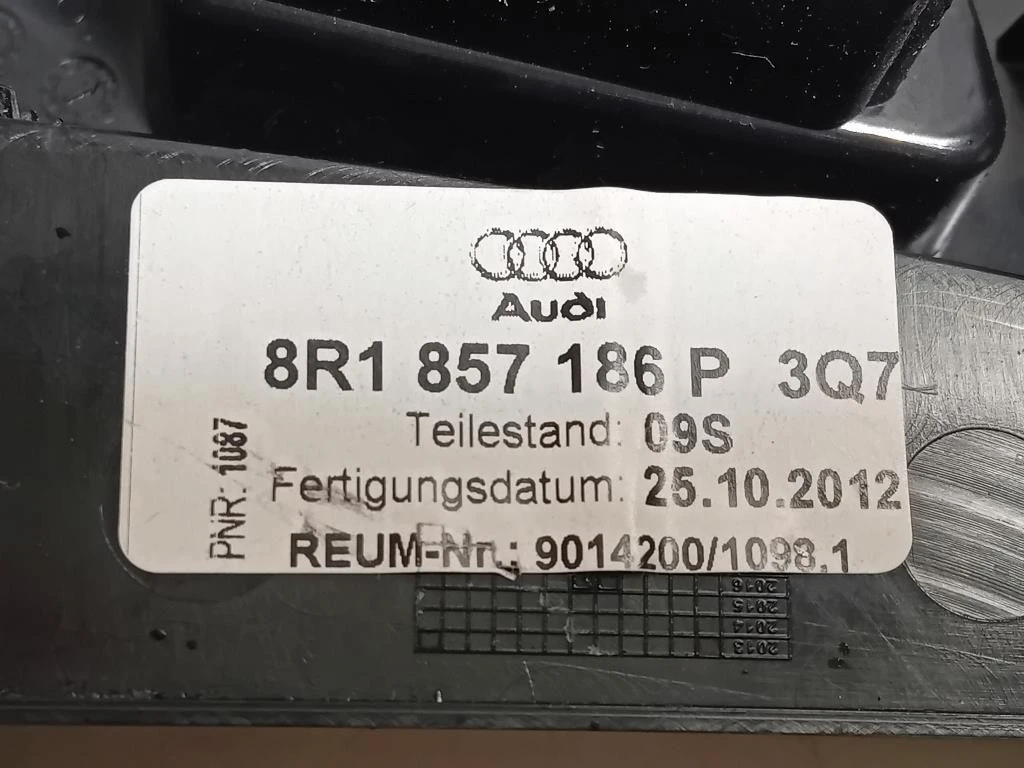 Audi
8R1 857 186 P 3Q7
Teilestand: 09S
Fertigungsdatum: 25.10.2012
REUM-Nr.: 9014200/1098.1
PNR: 1087
2016
2015
2014
2013